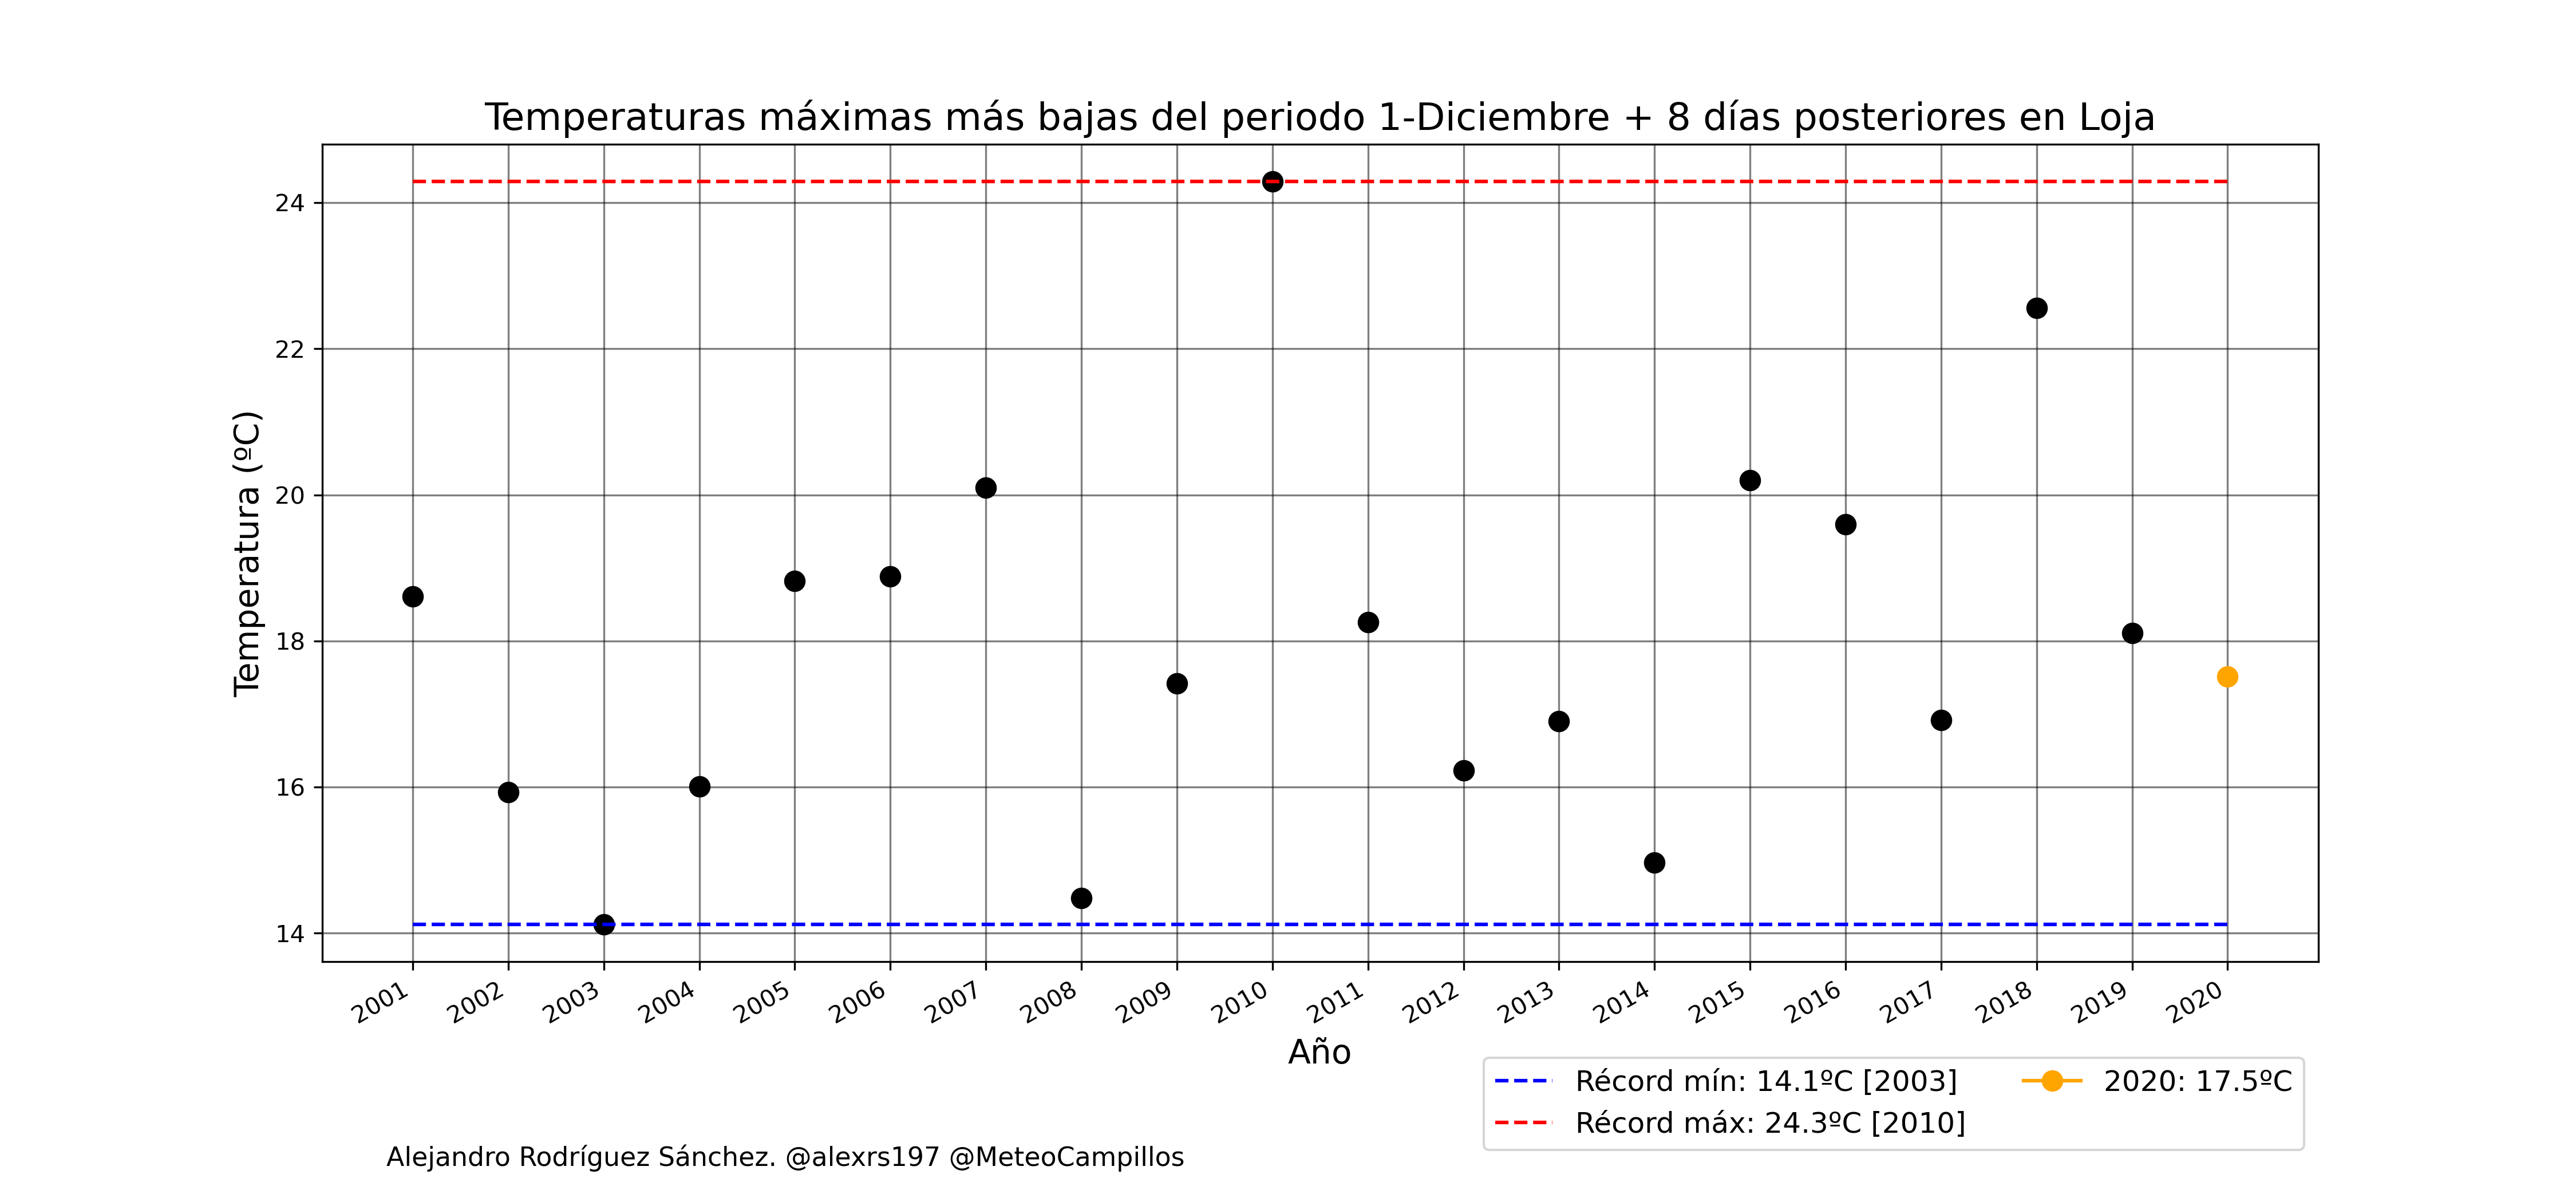 Temperaturas máximas más bajas del periodo 1-Diciembre + 8 días posteriores en Loja
Temperatura (ºC)
24
22
20
18
16
14
2001 2002 2003 2004 2005 2006 2007 2008 2009 2010 2011 2012 2013 2014 2015 2016 2017 2018 2019 2020
Año
Récord mín: 14.1ºC [2003]
Récord máx: 24.3ºC [2010]
2020: 17.5ºC
Alejandro Rodríguez Sánchez. @alexrs197 @MeteoCampillos